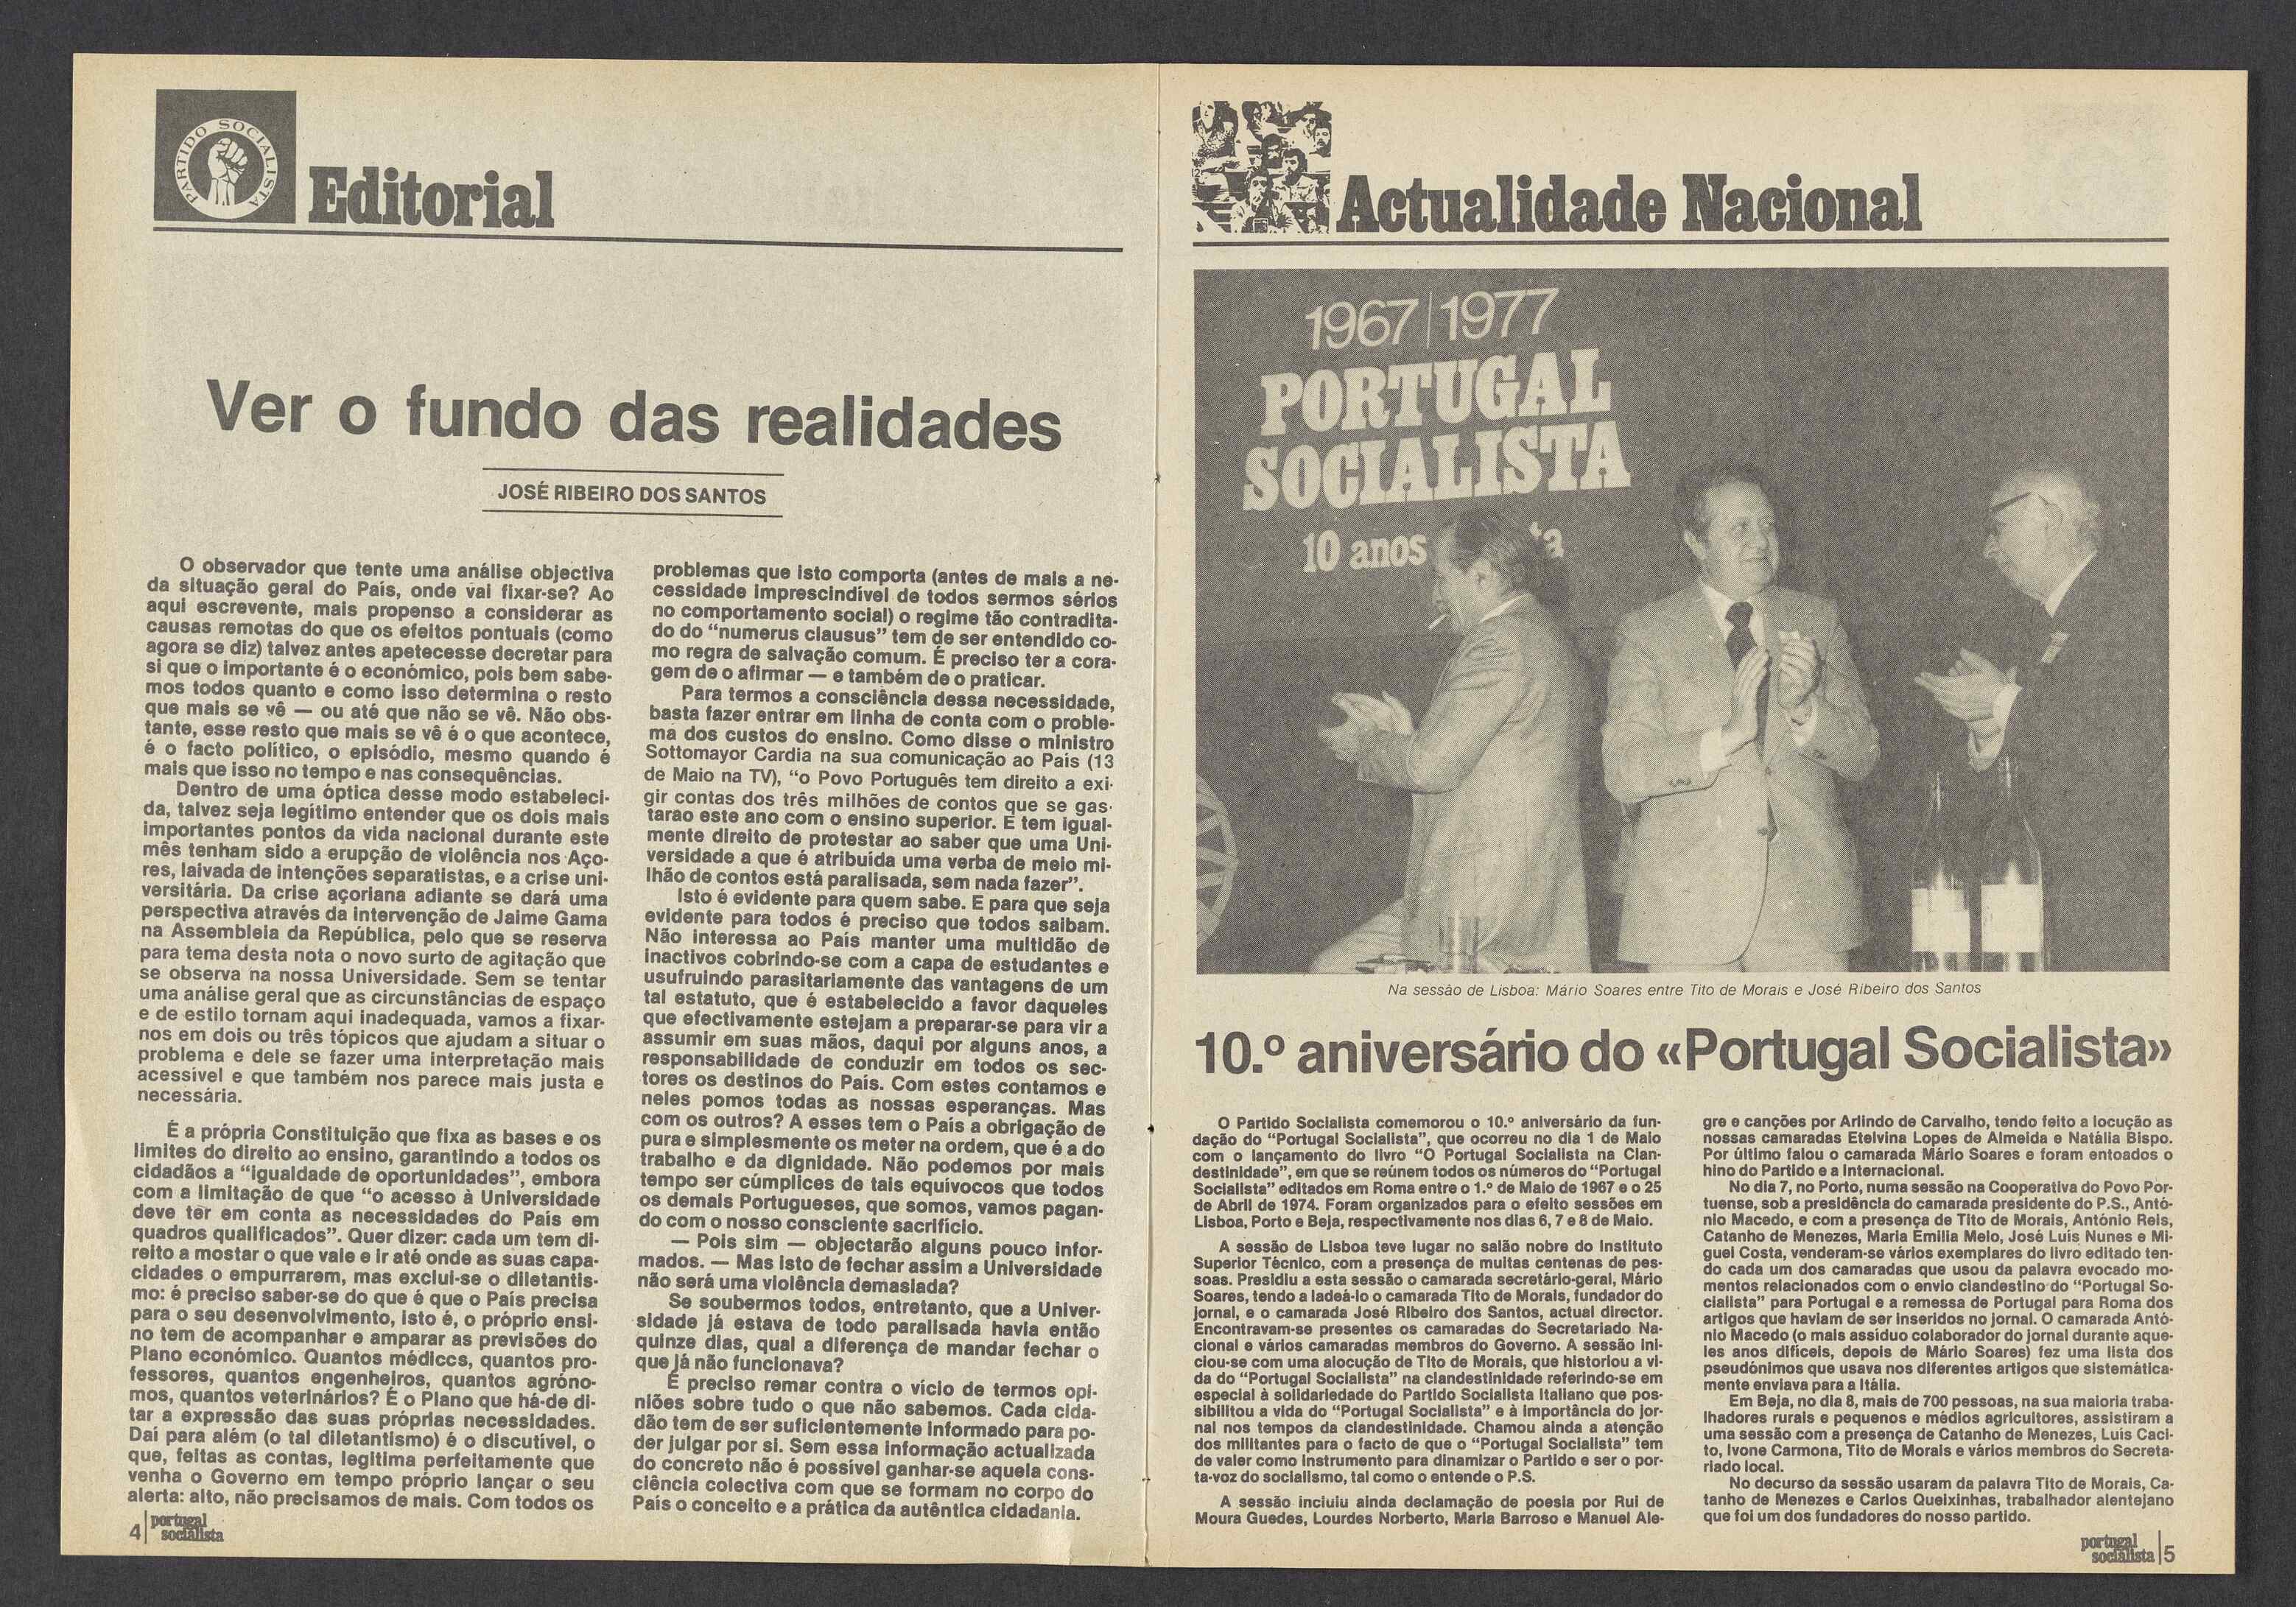 PARTIDO SOCIALISTA
Editorial
Ver o fundo das realidades
JOSÉ RIBEIRO DOS SANTOS
O observador que tente uma análise objectiva
da situação geral do País, onde vai fixar-se? Ao
aqui escrevente, mais propenso a considerar as
causas remotas do que os efeitos pontuais (como
agora se diz) talvez antes apetecesse decretar para
si que o importante é o económico, pois bem sabe-
mos todos quanto e como isso determina o resto
que mais se vê — ou até que não se vê. Não obs-
tante, esse resto que mais se vê é o que acontece,
é o facto político, o episódio, mesmo quando é
mais que isso no tempo e nas consequências.
Dentro de uma óptica desse modo estabeleci-
da, talvez seja legítimo entender que os dois mais
importantes pontos da vida nacional durante este
mês tenham sido a erupção de violência nos Aço-
res, laivada de intenções separatistas, e a crise uni-
versitária. Da crise açoriana adiante se dará uma
perspectiva através da intervenção de Jaime Gama
na Assembleia da República, pelo que se reserva
para tema desta nota o novo surto de agitação que
se observa na nossa Universidade. Sem se tentar
uma análise geral que as circunstâncias de espaço
e de estilo tornam aqui inadequada, vamos a fixar-
nos em dois ou três tópicos que ajudam a situar o
problema e dele se fazer uma interpretação mais
acessível e que também nos parece mais justa e
necessária.
É a própria Constituição que fixa as bases e os
limites do direito ao ensino, garantindo a todos os
cidadãos a "igualdade de oportunidades", embora
com a limitação de que "o acesso à Universidade
deve ter em conta as necessidades do País em
quadros qualificados". Quer dizer: cada um tem di-
reito a mostar o que vale e ir até onde as suas capa-
cidades o empurrarem, mas exclui-se o diletantis-
mo: é preciso saber-se do que é que o País precisa
para o seu desenvolvimento, isto é, o próprio ensi-
no tem de acompanhar e amparar as previsões do
Plano económico. Quantos médiccs, quantos pro-
fessores, quantos engenheiros, quantos agróno-
mos, quantos veterinários? É o Plano que há-de di-
tar a expressão das suas próprias necessidades.
Daí para além (o tal diletantismo) é o discutível, o
que, feitas as contas, legitima perfeitamente que
venha o Governo em tempo próprio lançar o seu
alerta: alto, não precisamos de mais. Com todos os
problemas que isto comporta (antes de mais a ne-
cessidade imprescindível de todos sermos sérios
no comportamento social) o regime tão contradita-
do do "numerus clausus" tem de ser entendido co-
mo regra de salvação comum. É preciso ter a cora-
gem de o afirmar — e também de o praticar.
Para termos a consciência dessa necessidade,
basta fazer entrar em linha de conta com o proble-
ma dos custos do ensino. Como disse o ministro
Sottomayor Cardia na sua comunicação ao País (13
de Maio na TV), "o Povo Português tem direito a exi-
gir contas dos três milhões de contos que se gas-
tarão este ano com o ensino superior. E tem igual-
mente direito de protestar ao saber que uma Uni-
versidade a que é atribuída uma verba de meio mi-
lhão de contos está paralisada, sem nada fazer".
Isto é evidente para quem sabe. E para que seja
evidente para todos é preciso que todos saibam.
Não interessa ao País manter uma multidão de
inactivos cobrindo-se com a capa de estudantes e
usufruindo parasitariamente das vantagens de um
tal estatuto, que é estabelecido a favor daqueles
que efectivamente estejam a preparar-se para vir a
assumir em suas mãos, daqui por alguns anos, a
responsabilidade de conduzir em todos os sec-
tores os destinos do País. Com estes contamos e
neles pomos todas as nossas esperanças. Mas
com os outros? A esses tem o País a obrigação de
pura e simplesmente os meter na ordem, que é a do
trabalho e da dignidade. Não podemos por mais
tempo ser cúmplices de tais equívocos que todos
os demais Portugueses, que somos, vamos pagan-
do com o nosso consciente sacrifício.
— Pois sim — objectarão alguns pouco infor-
mados. — Mas isto de fechar assim a Universidade
não será uma violência demasiada?
Se soubermos todos, entretanto, que a Univer-
sidade já estava de todo paralisada havia então
quinze dias, qual a diferença de mandar fechar o
que já não funcionava?
É preciso remar contra o vício de termos opi-
niões sobre tudo o que não sabemos. Cada cida-
dão tem de ser suficientemente informado para po-
der julgar por si. Sem essa informação actualizada
do concreto não é possível ganhar-se aquela cons-
ciência colectiva com que se formam no corpo do
País o conceito e a prática da autêntica cidadania.
4 portugal
socialista
Actualidade Nacional
1967|1977
PORTUGAL
SOCIALISTA
10 anos ta
Na sessão de Lisboa: Mário Soares entre Tito de Morais e José Ribeiro dos Santos
10.º aniversário do «Portugal Socialista»
O Partido Socialista comemorou o 10.º aniversário da fun-
dação do "Portugal Socialista", que ocorreu no dia 1 de Maio
com o lançamento do livro "O Portugal Socialista na Clan-
destinidade", em que se reúnem todos os números do "Portugal
Socialista" editados em Roma entre o 1.º de Maio de 1967 e o 25
de Abril de 1974. Foram organizados para o efeito sessões em
Lisboa, Porto e Beja, respectivamente nos dias 6, 7 e 8 de Maio.
A sessão de Lisboa teve lugar no salão nobre do Instituto
Superior Técnico, com a presença de muitas centenas de pes-
soas. Presidiu a esta sessão o camarada secretário-geral, Mário
Soares, tendo a ladeá-lo o camarada Tito de Morais, fundador do
jornal, e o camarada José Ribeiro dos Santos, actual director.
Encontravam-se presentes os camaradas do Secretariado Na-
cional e vários camaradas membros do Governo. A sessão ini-
ciou-se com uma alocução de Tito de Morais, que historiou a vi-
da do "Portugal Socialista" na clandestinidade referindo-se em
especial à solidariedade do Partido Socialista Italiano que pos-
sibilitou a vida do "Portugal Socialista" e à importância do jor-
nal nos tempos da clandestinidade. Chamou ainda a atenção
dos militantes para o facto de que o "Portugal Socialista" tem
de valer como instrumento para dinamizar o Partido e ser o por-
ta-voz do socialismo, tal como o entende o P.S.
A sessão incluiu ainda declamação de poesia por Rui de
Moura Guedes, Lourdes Norberto, Maria Barroso e Manuel Ale-
gre e canções por Arlindo de Carvalho, tendo feito a locução as
nossas camaradas Etelvina Lopes de Almeida e Natália Bispo.
Por último falou o camarada Mário Soares e foram entoados o
hino do Partido e a Internacional.
No dia 7, no Porto, numa sessão na Cooperativa do Povo Por-
tuense, sob a presidência do camarada presidente do P.S., Antó-
nio Macedo, e com a presença de Tito de Morais, António Reis,
Catanho de Menezes, Maria Emília Melo, José Luís Nunes e Mi-
guel Costa, venderam-se vários exemplares do livro editado ten-
do cada um dos camaradas que usou da palavra evocado mo-
mentos relacionados com o envio clandestino do "Portugal So-
cialista" para Portugal e a remessa de Portugal para Roma dos
artigos que haviam de ser inseridos no jornal. O camarada Antó-
nio Macedo (o mais assíduo colaborador do jornal durante aque-
les anos difíceis, depois de Mário Soares) fez uma lista dos
pseudónimos que usava nos diferentes artigos que sistemática-
mente enviava para a Itália.
Em Beja, no dia 8, mais de 700 pessoas, na sua maioria traba-
lhadores rurais e pequenos e médios agricultores, assistiram a
uma sessão com a presença de Catanho de Menezes, Luís Caci-
to, Ivone Carmona, Tito de Morais e vários membros do Secreta-
riado local.
No decurso da sessão usaram da palavra Tito de Morais, Ca-
tanho de Menezes e Carlos Queixinhas, trabalhador alentejano
que foi um dos fundadores do nosso partido.
portugal
socialista 5